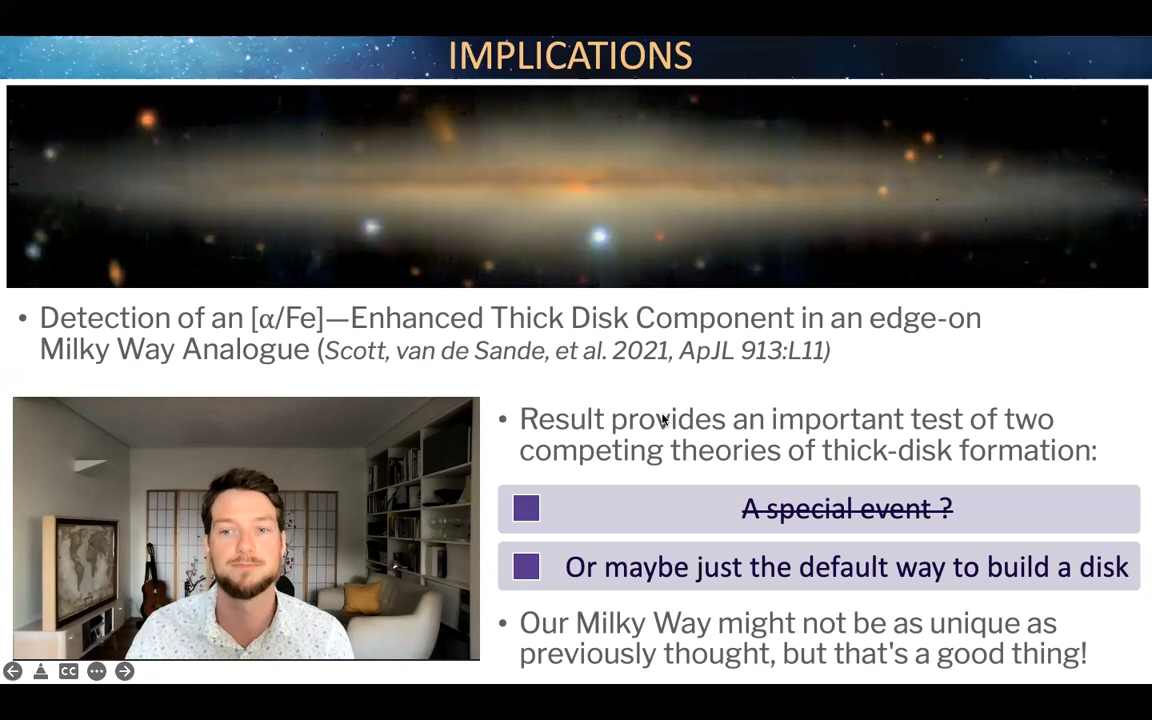 IMPLICATIONS
• Detection of an [α/Fe]—Enhanced Thick Disk Component in an edge-on
Milky Way Analogue (Scott, van de Sande, et al. 2021, ApJL 913:L11)
• Result provides an important test of two
competing theories of thick-disk formation:
A special event ?
Or maybe just the default way to build a disk
• Our Milky Way might not be as unique as
previously thought, but that's a good thing!
CC